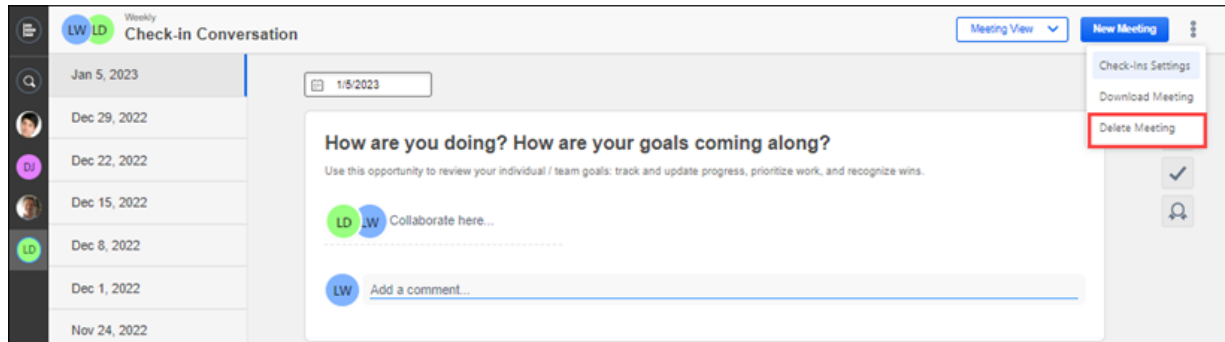 LW LD
Weekly
Check-in Conversation
Meeting View
New Meeting
Check-Ins Settings
Download Meeting
Delete Meeting
DJ
LD
Jan 5, 2023
Dec 29, 2022
Dec 22, 2022
Dec 15, 2022
Dec 8, 2022
Dec 1, 2022
Nov 24, 2022
1/5/2023
How are you doing? How are your goals coming along?
Use this opportunity to review your individual / team goals: track and update progress, prioritize work, and recognize wins.
LD LW Collaborate here...
LW Add a comment...